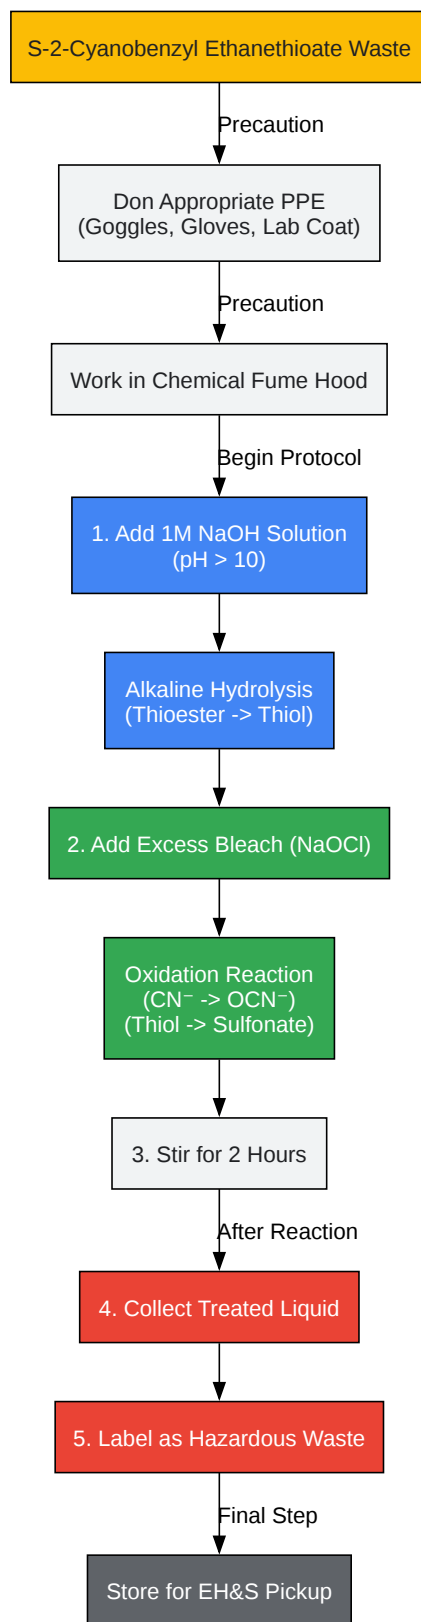 S-2-Cyanobenzyl Ethanethioate Waste
Precaution
Don Appropriate PPE
(Goggles, Gloves, Lab Coat)
Precaution
Work in Chemical Fume Hood
Begin Protocol
1. Add 1M NaOH Solution
(pH > 10)
Alkaline Hydrolysis
(Thioester -> Thiol)
2. Add Excess Bleach (NaOCl)
Oxidation Reaction
(CN⁻ -> OCN⁻)
(Thiol -> Sulfonate)
3. Stir for 2 Hours
After Reaction
4. Collect Treated Liquid
5. Label as Hazardous Waste
Final Step
Store for EH&S Pickup